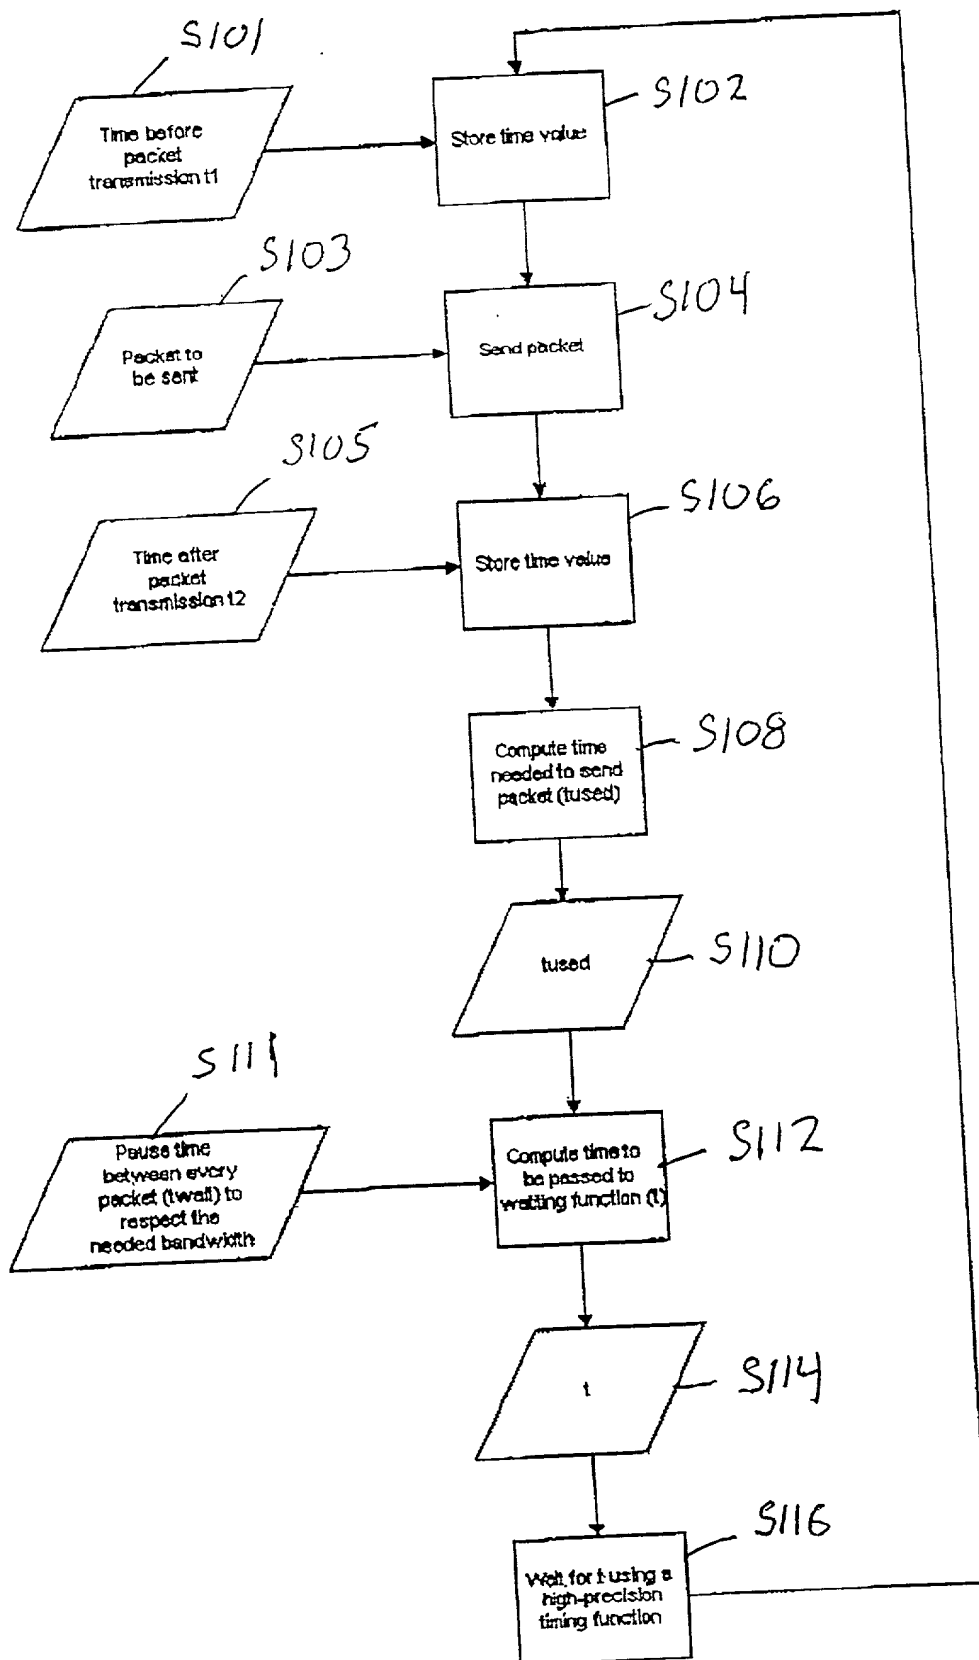 S101
Time before
packet
transmission t1
Store time value
S102
S103
Packet to
be sent
Send packet
S104
S105
Time after
packet
transmission t2
Store time value
S106
Compute time
needed to send
packet (tused)
S108
tused
S110
S111
Pause time
between every
packet (twait) to
respect the
needed bandwidth
Compute time to
be passed to
waiting function (t)
S112
t
S114
Wait for t using a
high-precision
timing function
S116